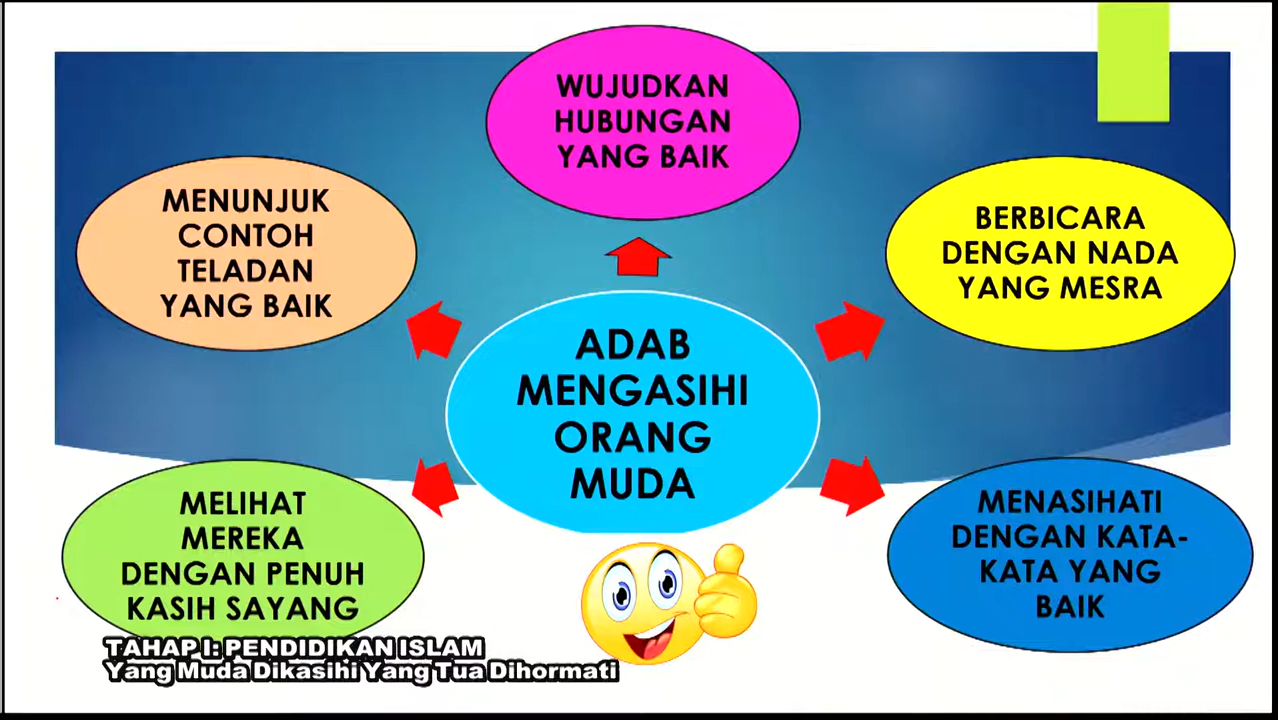 WUJUDKAN
HUBUNGAN
YANG BAIK
MENUNJUK
CONTOH
TELADAN
YANG BAIK
BERBICARA
DENGAN NADA
YANG MESRA
ADAB
MENGASIHI
ORANG
MUDA
MELIHAT
MEREKA
DENGAN PENUH
KASIH SAYANG
MENASIHATI
DENGAN KATA-
KATA YANG
BAIK
TAHAP I: PENDIDIKAN ISLAM
Yang Muda Dikasihi Yang Tua Dihormati